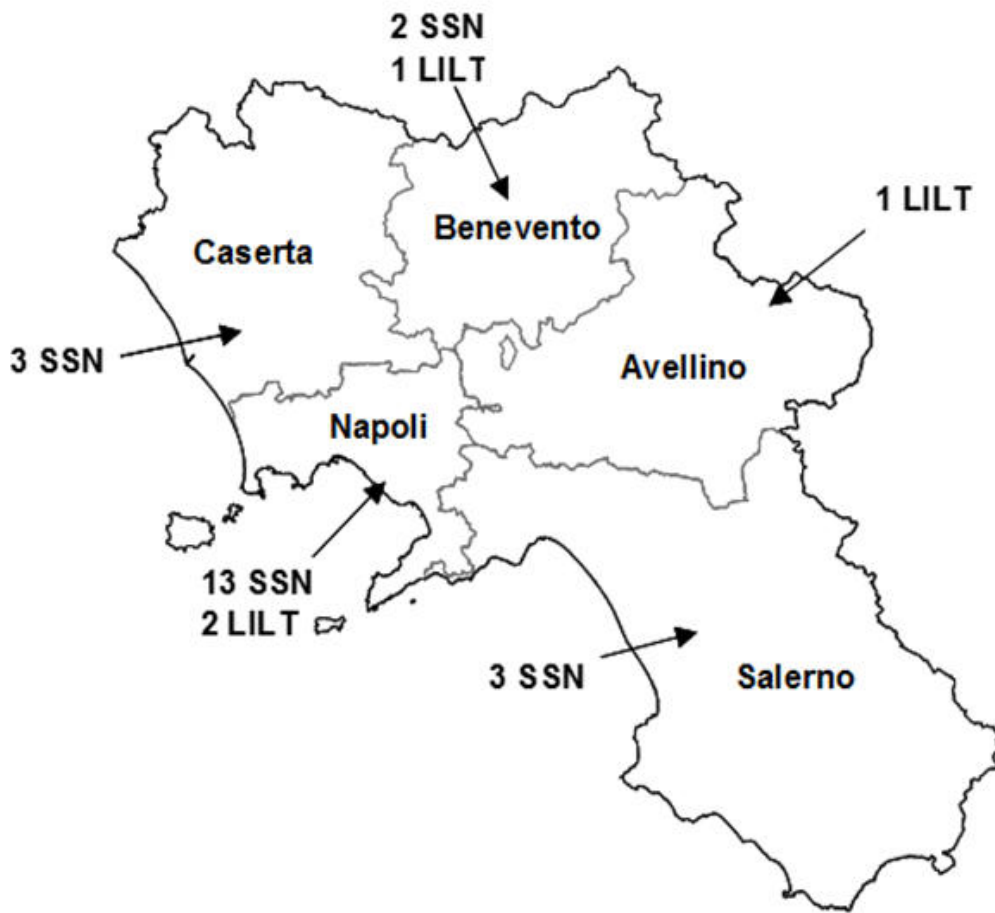 2 SSN
1 LILT
1 LILT
Benevento
Caserta
3 SSN
Avellino
Napoli
13 SSN
2 LILT
3 SSN
Salerno